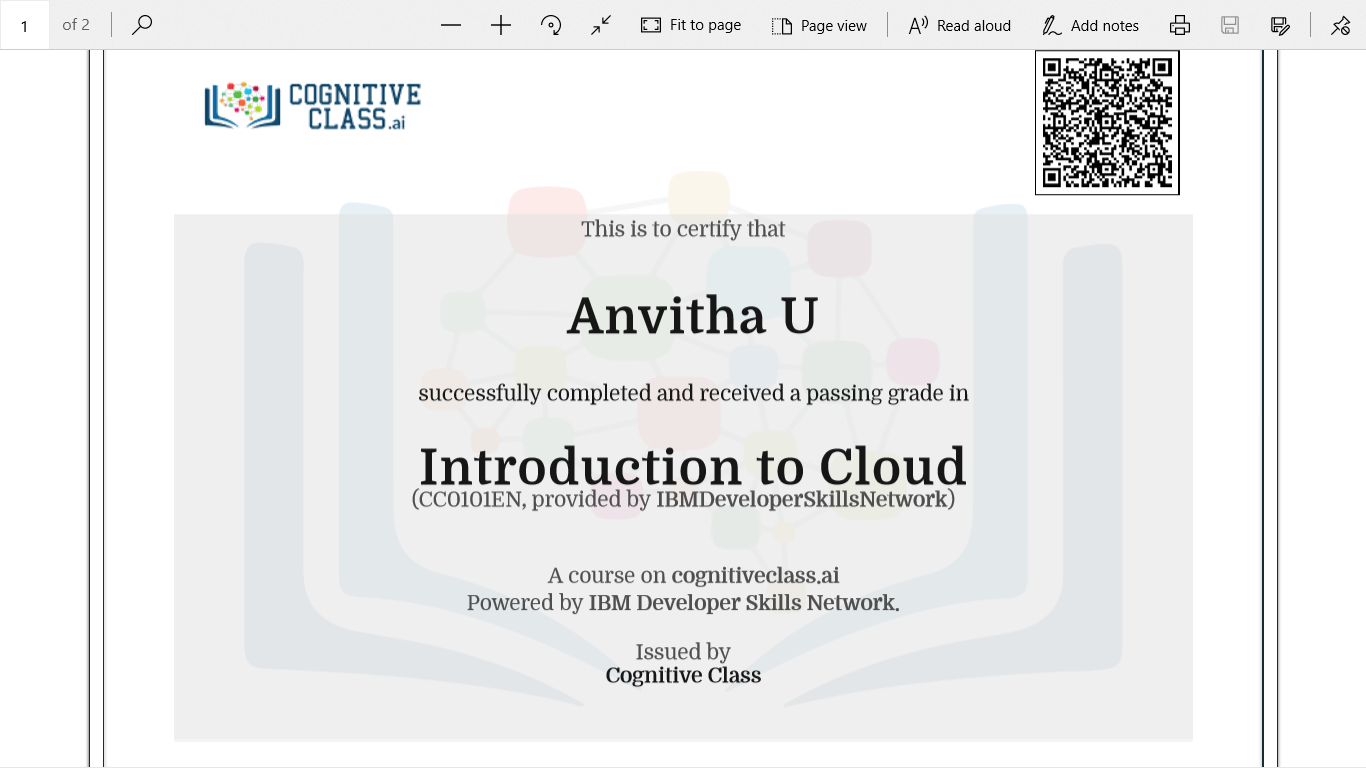 1 of 2 Fit to page Page view Read aloud Add notes
COGNITIVE
CLASS.ai
This is to certify that
Anvitha U
successfully completed and received a passing grade in
Introduction to Cloud
(CC0101EN, provided by IBMDeveloperSkillsNetwork)
A course on cognitiveclass.ai
Powered by IBM Developer Skills Network.
Issued by
Cognitive Class